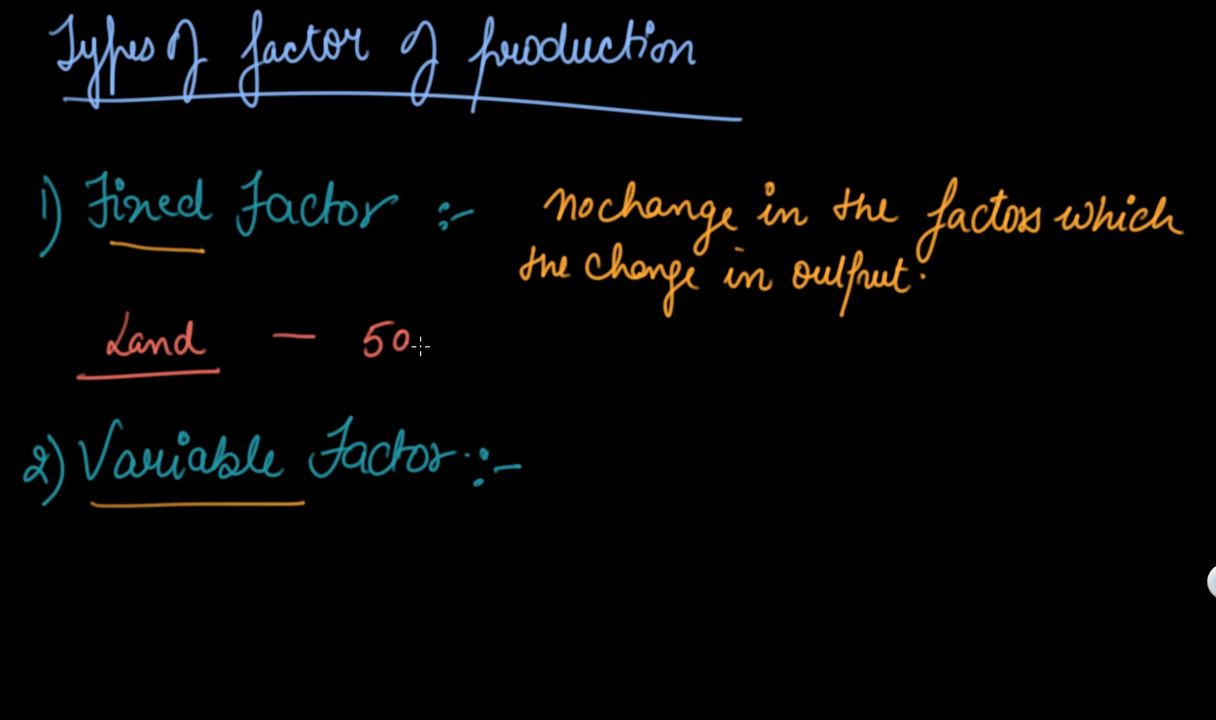 Types of factor of production
1) Fixed Factor :- no change in the factors which
the change in output.
Land — 50
2) Variable Factor :-